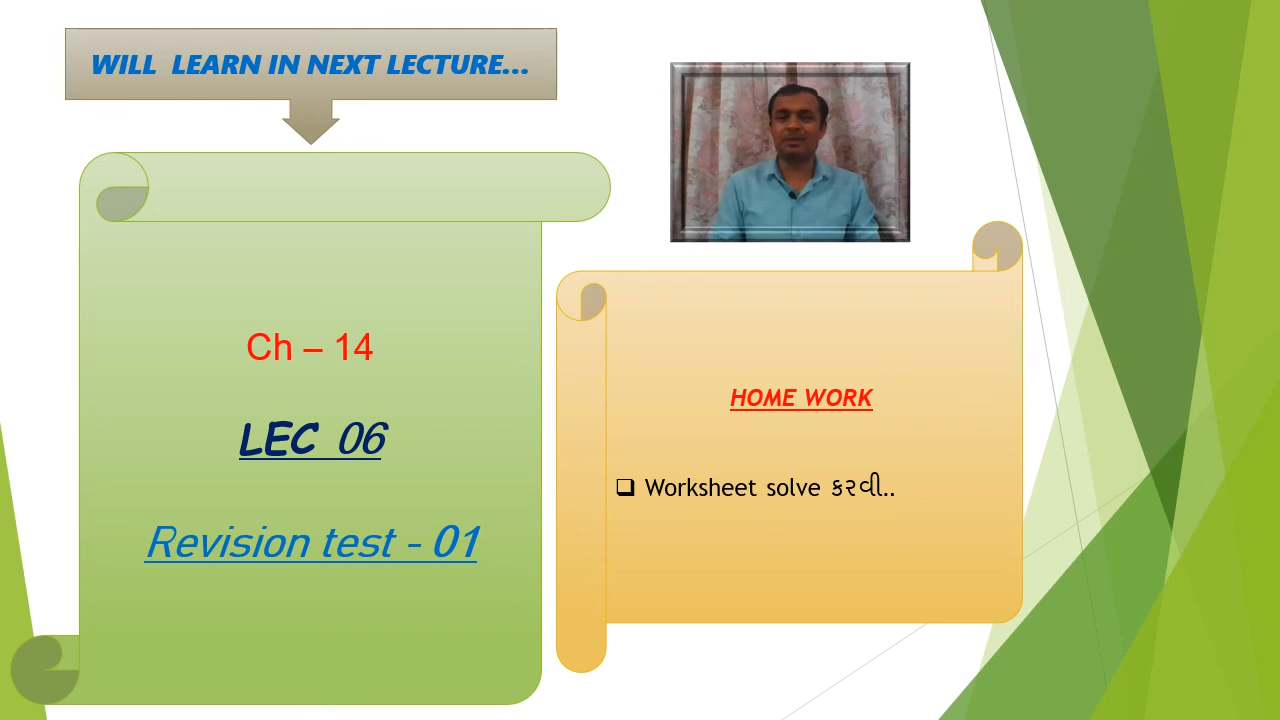 WILL LEARN IN NEXT LECTURE...
Ch – 14
LEC 06
Revision test - 01
HOME WORK
❑ Worksheet solve કરવી..